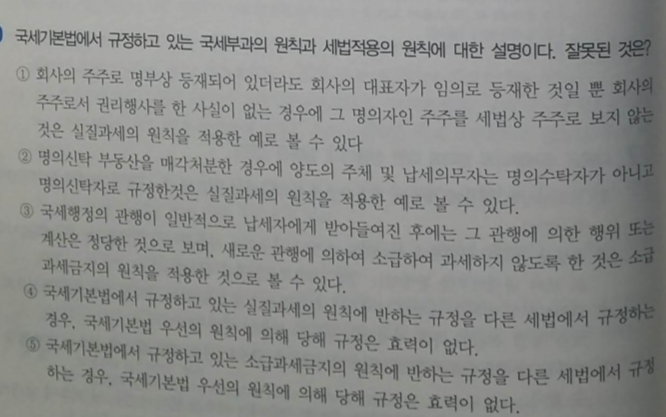 국세기본법에서 규정하고 있는 국세부과의 원칙과 세법적용의 원칙에 대한 설명이다. 잘못된 것은?
① 회사의 주주로 명부상 등재되어 있더라도 회사의 대표자가 임의로 등재한 것일 뿐 회사의
주주로서 권리행사를 한 사실이 없는 경우에 그 명의자인 주주를 세법상 주주로 보지 않는
것은 실질과세의 원칙을 적용한 예로 볼 수 있다
② 명의신탁 부동산을 매각처분한 경우에 양도의 주체 및 납세의무자는 명의수탁자가 아니고
명의신탁자로 규정한것은 실질과세의 원칙을 적용한 예로 볼 수 있다.
③ 국세행정의 관행이 일반적으로 납세자에게 받아들여진 후에는 그 관행에 의한 행위 또는
계산은 정당한 것으로 보며, 새로운 관행에 의하여 소급하여 과세하지 않도록 한 것은 소급
과세금지의 원칙을 적용한 것으로 볼 수 있다.
④ 국세기본법에서 규정하고 있는 실질과세의 원칙에 반하는 규정을 다른 세법에서 규정하는
경우, 국세기본법 우선의 원칙에 의해 당해 규정은 효력이 없다.
⑤ 국세기본법에서 규정하고 있는 소급과세금지의 원칙에 반하는 규정을 다른 세법에서 규정
하는 경우, 국세기본법 우선의 원칙에 의해 당해 규정은 효력이 없다.